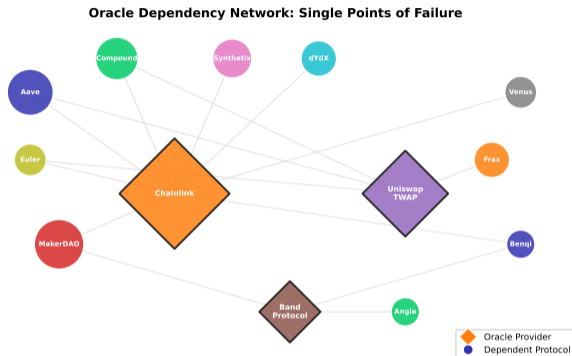 Oracle Dependency Network: Single Points of Failure
Compound
Synthetix
dYdX
Aave
Venus
Euler
Frax
Chainlink
Uniswap
TWAP
MakerDAO
Benqi
Band
Protocol
Angle
Oracle Provider
Dependent Protocol